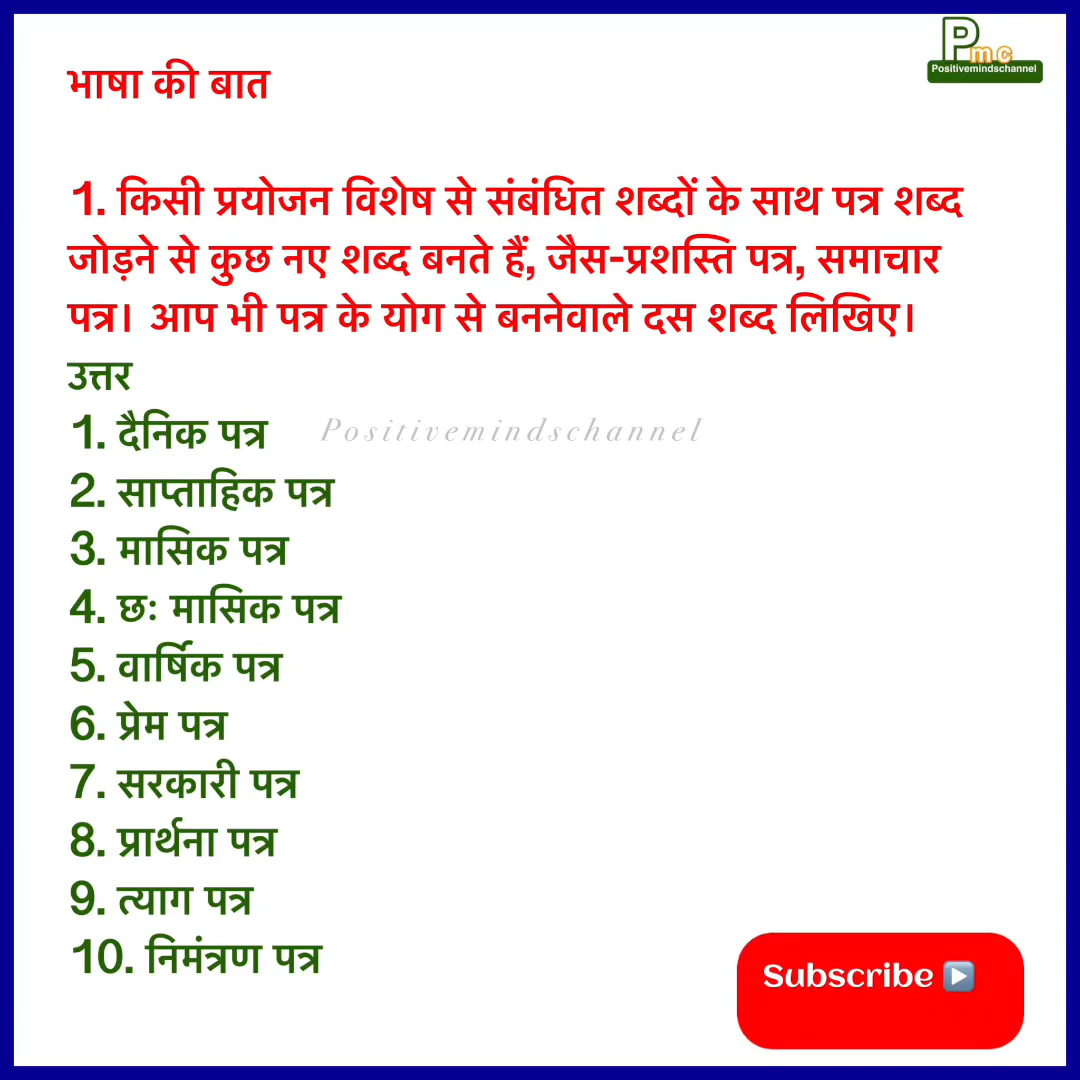 Pmc
Positivemindschannel
भाषा की बात
1. किसी प्रयोजन विशेष से संबंधित शब्दों के साथ पत्र शब्द
जोड़ने से कुछ नए शब्द बनते हैं, जैस-प्रशस्ति पत्र, समाचार
पत्र। आप भी पत्र के योग से बननेवाले दस शब्द लिखिए।
उत्तर
1. दैनिक पत्र
Positivemindschannel
2. साप्ताहिक पत्र
3. मासिक पत्र
4. छः मासिक पत्र
5. वार्षिक पत्र
6. प्रेम पत्र
7. सरकारी पत्र
8. प्रार्थना पत्र
9. त्याग पत्र
10. निमंत्रण पत्र
Subscribe